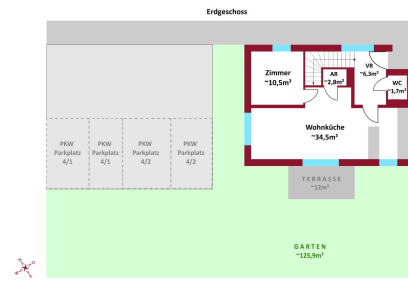 Erdgeschoss
Zimmer
~10,5m²
AR
~2,8m²
VR
~6,3m²
WC
~1,7m²
Wohnküche
~34,5m²
PKW
Parkplatz
4/1
PKW
Parkplatz
4/1
PKW
Parkplatz
4/2
PKW
Parkplatz
4/2
TERRASSE
~12m²
GARTEN
~125,9m²